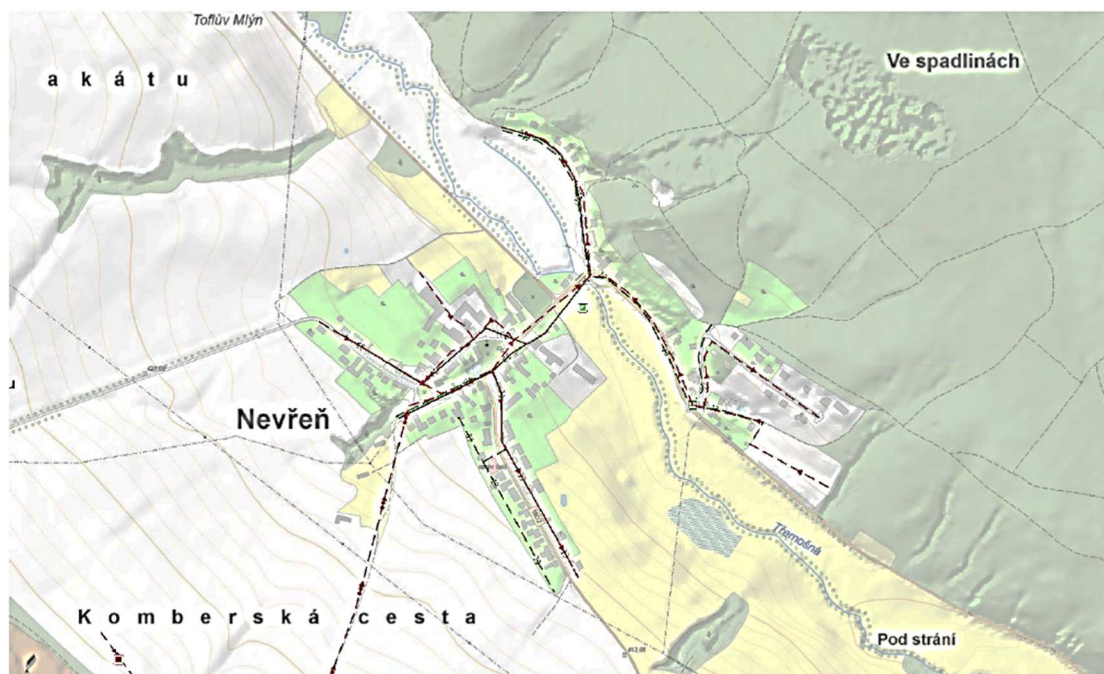 Toflův Mlýn
Ve spadlinách
a k á t u
Nevřeň
Třemošná
K o m b e r s k á c e s t a
Pod strání